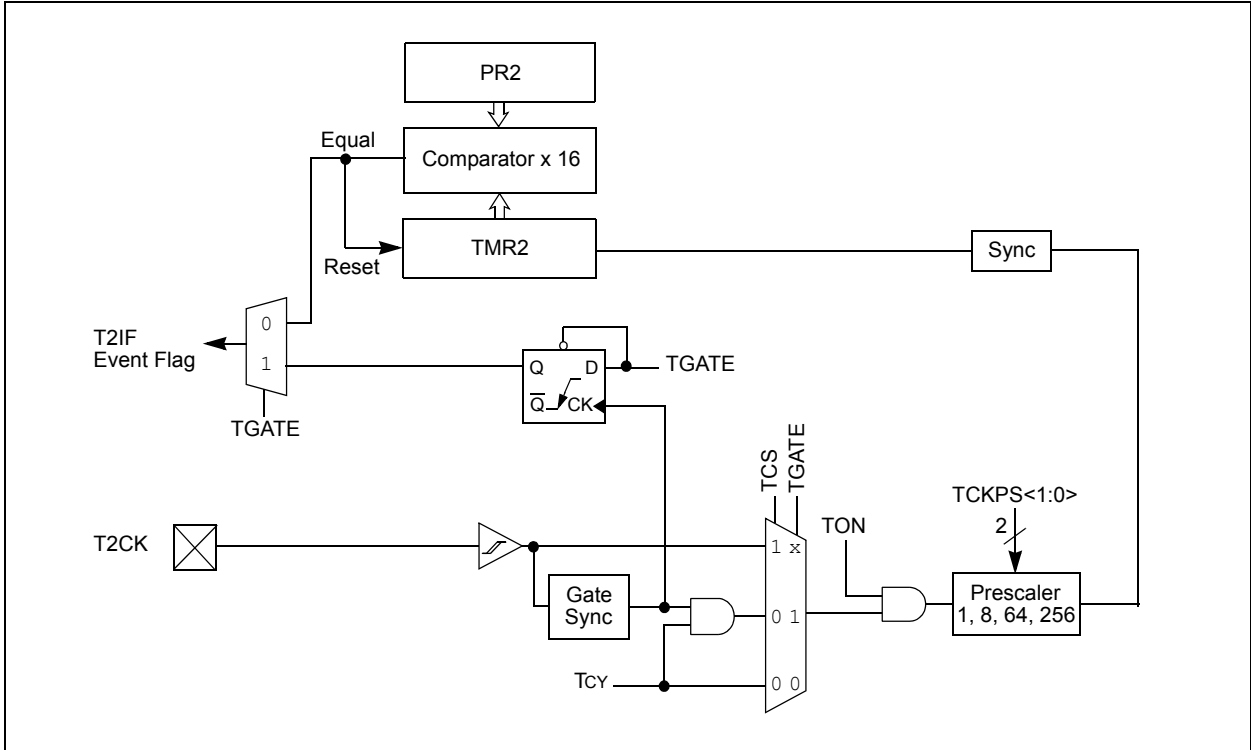 PR2
Equal
Comparator x 16
TMR2
Reset
Sync
0
T2IF
Event Flag
1
Q
D
TGATE
Q̅
CK
TGATE
TCS
TGATE
TCKPS<1:0>
TON
2
T2CK
1 x
Gate
Sync
Prescaler
1, 8, 64, 256
0 1
TCY
0 0